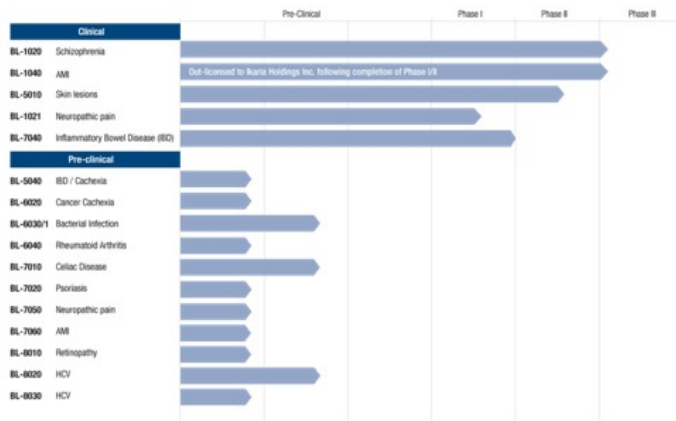 Pre-Clinical Phase I Phase II Phase III
Clinical
BL-1020 Schizophrenia
BL-1040 AMI Out-licensed to Ikaria Holdings Inc. following completion of Phase I/II
BL-5010 Skin lesions
BL-1021 Neuropathic pain
BL-7040 Inflammatory Bowel Disease (IBD)
Pre-clinical
BL-5040 IBD / Cachexia
BL-6020 Cancer Cachexia
BL-6030/1 Bacterial Infection
BL-6040 Rheumatoid Arthritis
BL-7010 Celiac Disease
BL-7020 Psoriasis
BL-7050 Neuropathic pain
BL-7060 AMI
BL-8010 Retinopathy
BL-8020 HCV
BL-8030 HCV